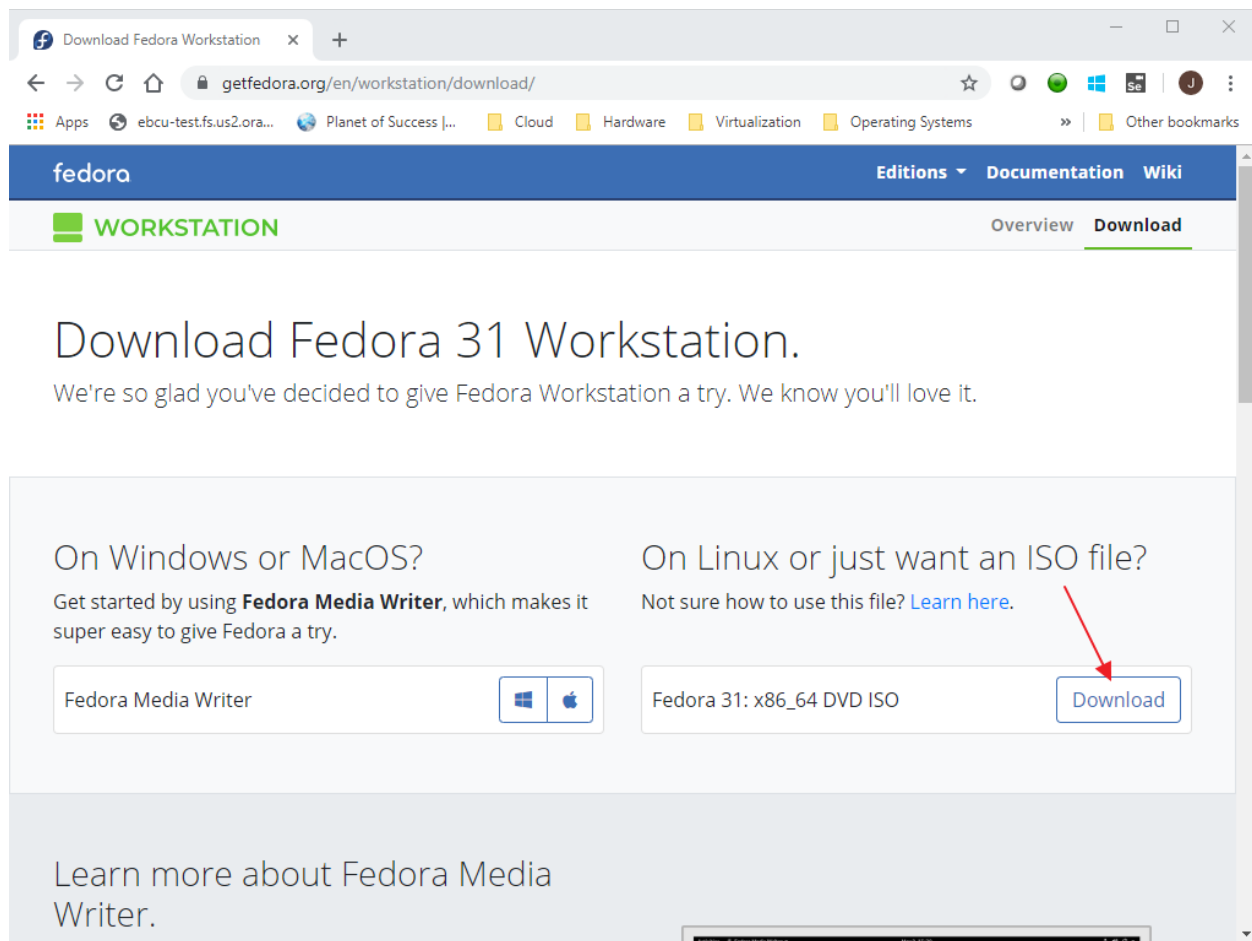 Download Fedora Workstation
getfedora.org/en/workstation/download/
Se
J
Apps ebcu-test.fs.us2.ora... Planet of Success |... Cloud Hardware Virtualization Operating Systems » Other bookmarks
fedora Editions Documentation Wiki
WORKSTATION Overview Download
Download Fedora 31 Workstation.
We're so glad you've decided to give Fedora Workstation a try. We know you'll love it.
On Windows or MacOS?
Get started by using Fedora Media Writer, which makes it
super easy to give Fedora a try.
Fedora Media Writer
On Linux or just want an ISO file?
Not sure how to use this file? Learn here.
Fedora 31: x86_64 DVD ISO Download
Learn more about Fedora Media
Writer.